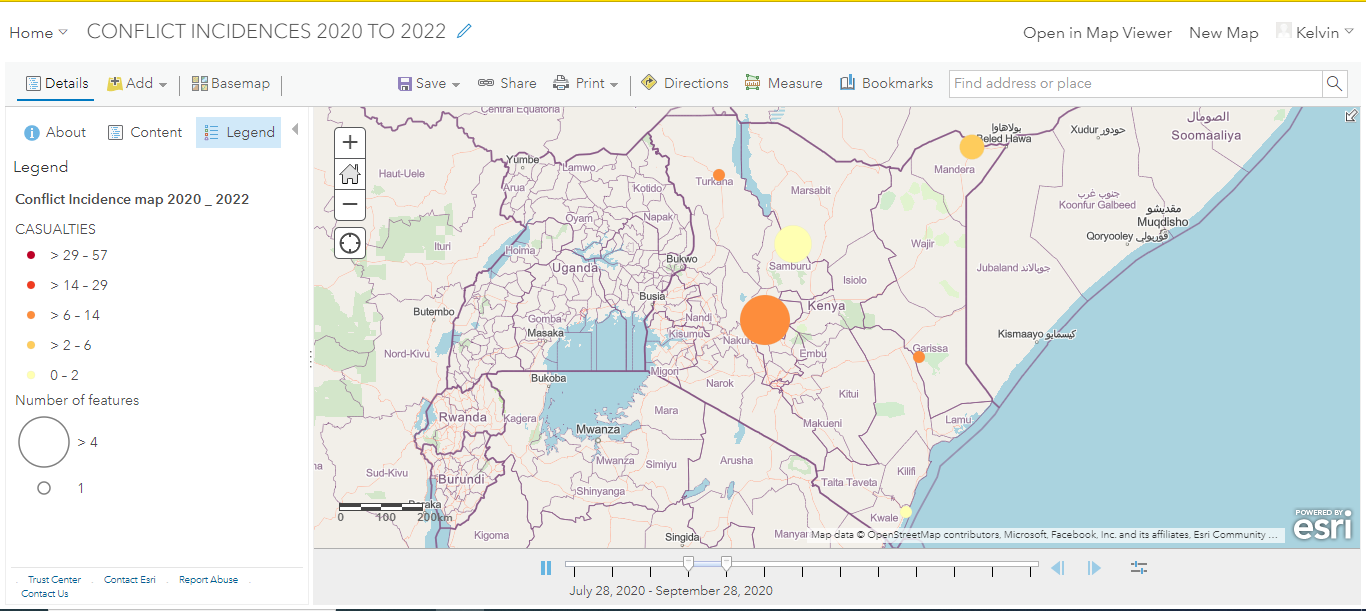 Home
CONFLICT INCIDENCES 2020 TO 2022
Open in Map Viewer
New Map
Kelvin
Details
Add
Basemap
Save
Share
Print
Directions
Measure
Bookmarks
Find address or place
About
Content
Legend
Legend
Conflict Incidence map 2020 _ 2022
CASUALTIES
> 29 - 57
> 14 - 29
> 6 - 14
> 2 - 6
0 - 2
Number of features
> 4
1
Trust Center
Contact Esri
Report Abuse
Contact Us
Central Equatoria
بولاهاوا
Beled Hawa
Xudur حودور
الصومال
Soomaaliya
Yumbe
Haut-Uele
Lamwo
Arua
Kotido
Turkana
Marsabit
Mandera
جنوب غرب
Koonfur Galbeed
مقديشو
Muqdisho
Oyam
Napak
Qoryooley قوريولي
Ituri
Hoima
Wajir
Bukwo
Uganda
Samburu
Jubaland جوبالاند
Isiolo
Busia
Kenya
Butembo
Gomba
Nandi
Masaka
Kisumu
Kismaayo كيسمايو
Nakuru
Garissa
Nord-Kivu
Embu
Bukoba
Migori
Narok
Kitui
Rwanda
Kagera
Mara
Makueni
Lamu
Mwanza
Mwanza
Simiyu
Arusha
Sud-Kivu
Kilifi
Burundi
Shinyanga
Taita Taveta
Baraka
0 100 200km
Kwale
Kigoma
Singida
Manyar
Map data © OpenStreetMap contributors, Microsoft, Facebook, Inc. and its affiliates, Esri Community ...
POWERED BY
esri
July 28, 2020 - September 28, 2020